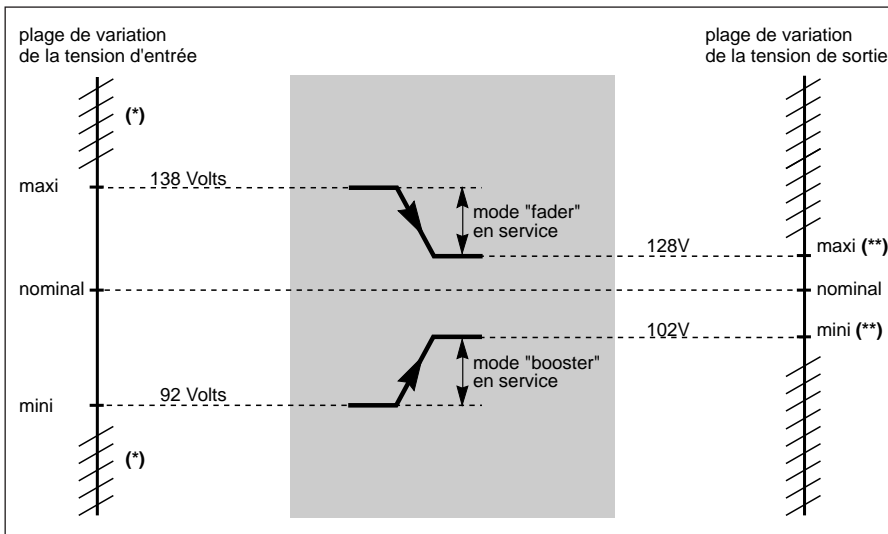 plage de variation
de la tension d'entrée
plage de variation
de la tension de sortie
(*)
maxi
138 Volts
mode "fader"
en service
128V
maxi (**)
nominal
nominal
102V
mini (**)
mode "booster"
en service
mini
92 Volts
(*)